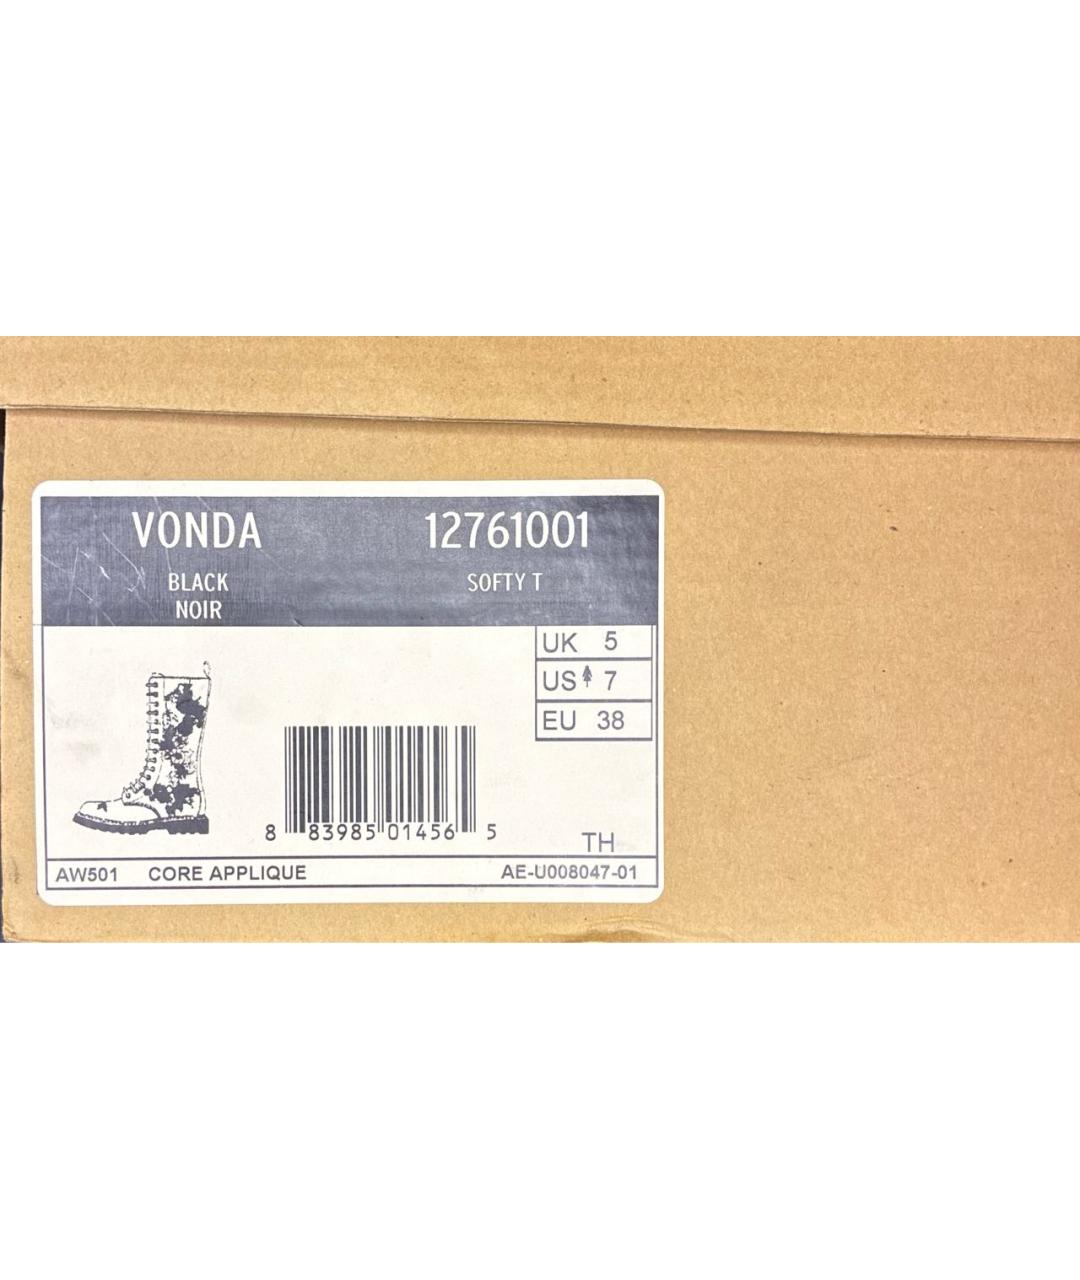 VONDA 12761001
BLACK SOFTY T
NOIR
UK 5
US 7
EU 38
8 83985 01456 5
TH
AW501 CORE APPLIQUE AE-U008047-01